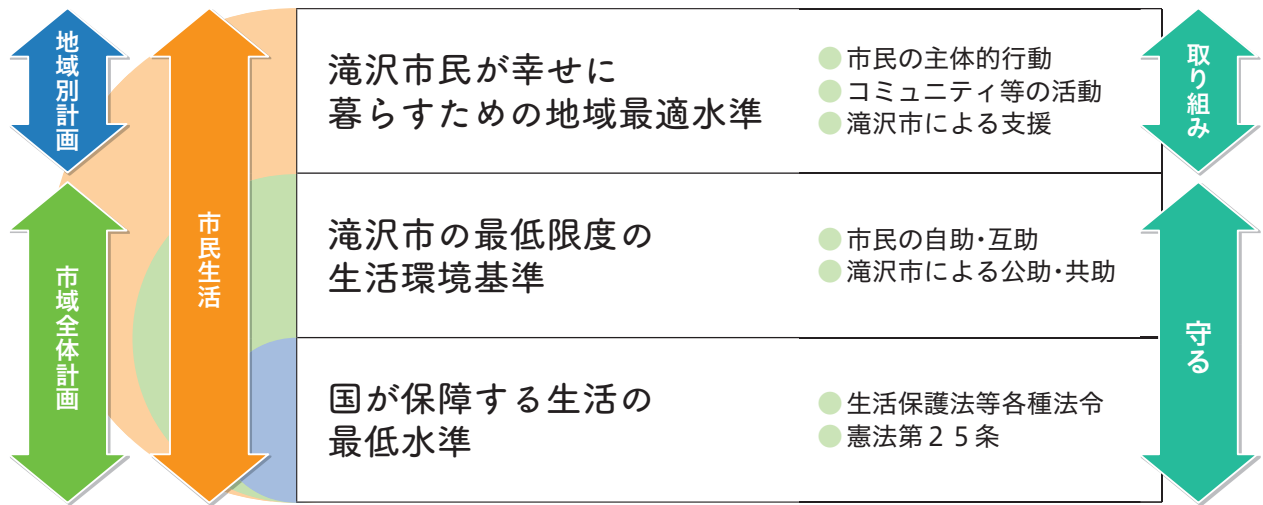 地域別計画
市域全体計画
市民生活
滝沢市民が幸せに
暮らすための地域最適水準
●市民の主体的行動
●コミュニティ等の活動
●滝沢市による支援
滝沢市の最低限度の
生活環境基準
●市民の自助・互助
●滝沢市による公助・共助
国が保障する生活の
最低水準
●生活保護法等各種法令
●憲法第２５条
取り組み
守る